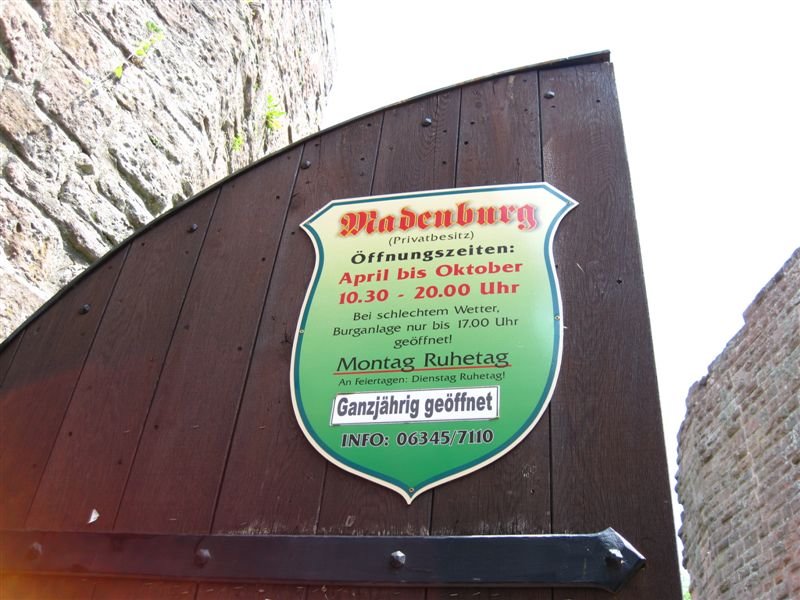 Madenburg
(Privatbesitz)
Öffnungszeiten:
April bis Oktober
10.30 - 20.00 Uhr
Bei schlechtem Wetter,
Burganlage nur bis 17.00 Uhr
geöffnet!
Montag Ruhetag
An Feiertagen: Dienstag Ruhetag!
Ganzjährig geöffnet
INFO: 06345/7110